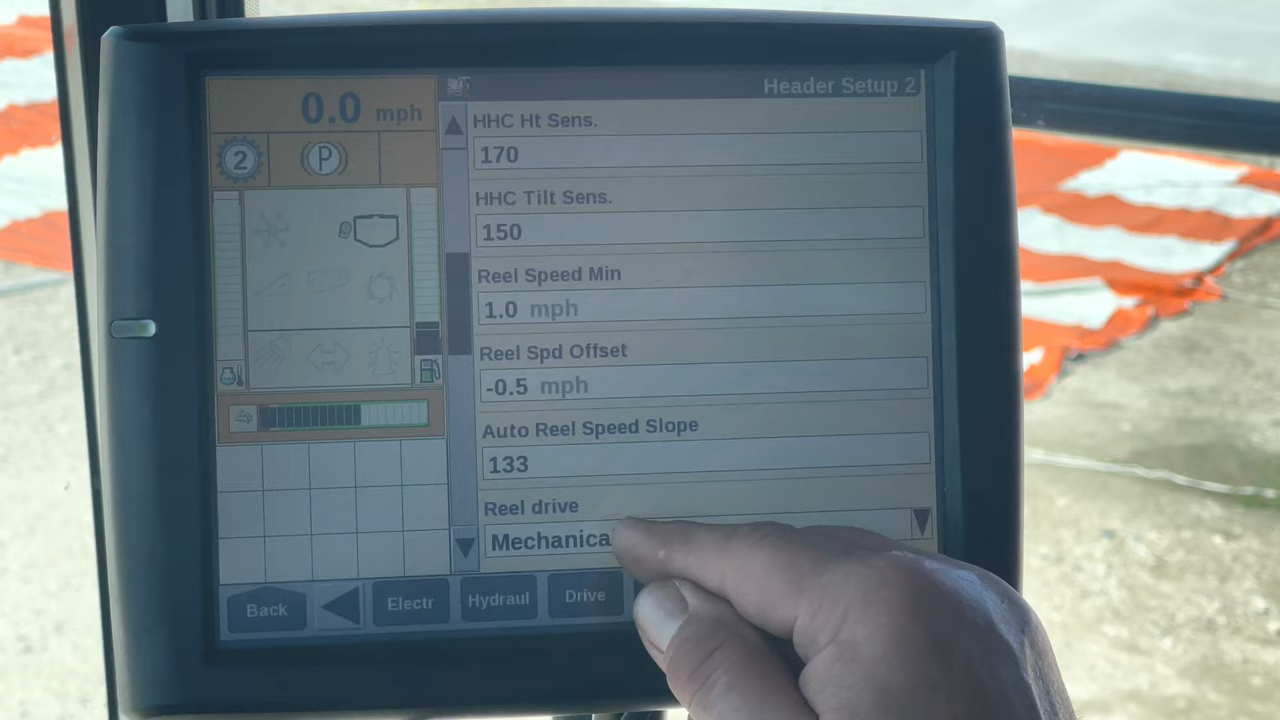 Header Setup 2
0.0 mph
2
P
HHC Ht Sens.
170
HHC Tilt Sens.
150
Reel Speed Min
1.0 mph
Reel Spd Offset
-0.5 mph
Auto Reel Speed Slope
133
Reel drive
Mechanica
Back
Electr
Hydraul
Drive